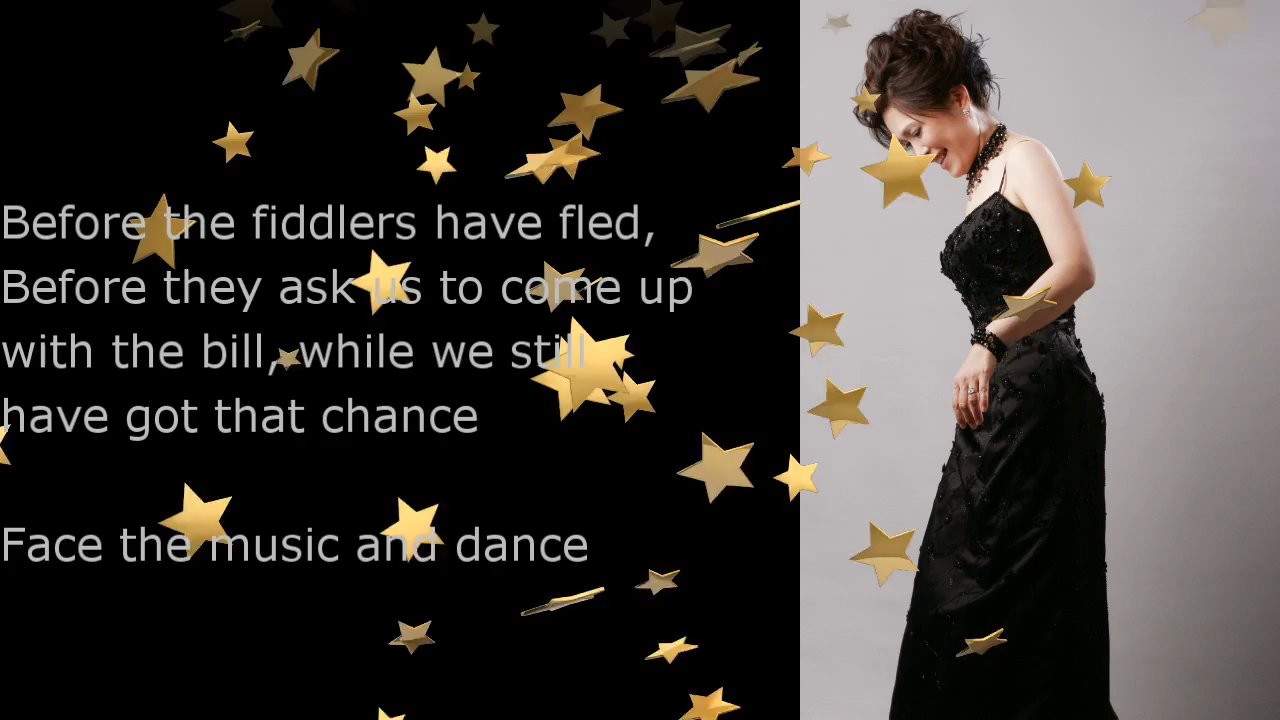 Before the fiddlers have fled,
Before they ask us to come up
with the bill, while we still
have got that chance
Face the music and dance